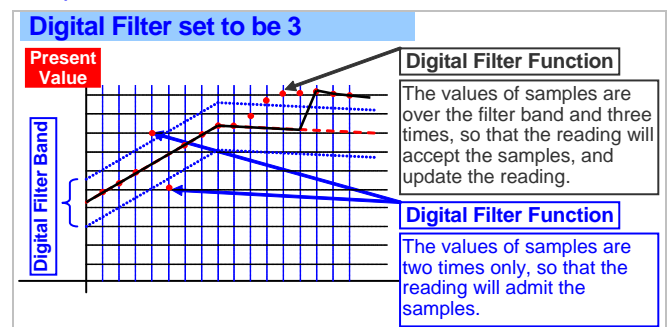 Digital Filter set to be 3
Present
Value
Digital Filter Band
Digital Filter Function
The values of samples are
over the filter band and three
times, so that the reading will
accept the samples, and
update the reading.
Digital Filter Function
The values of samples are
two times only, so that the
reading will admit the
samples.